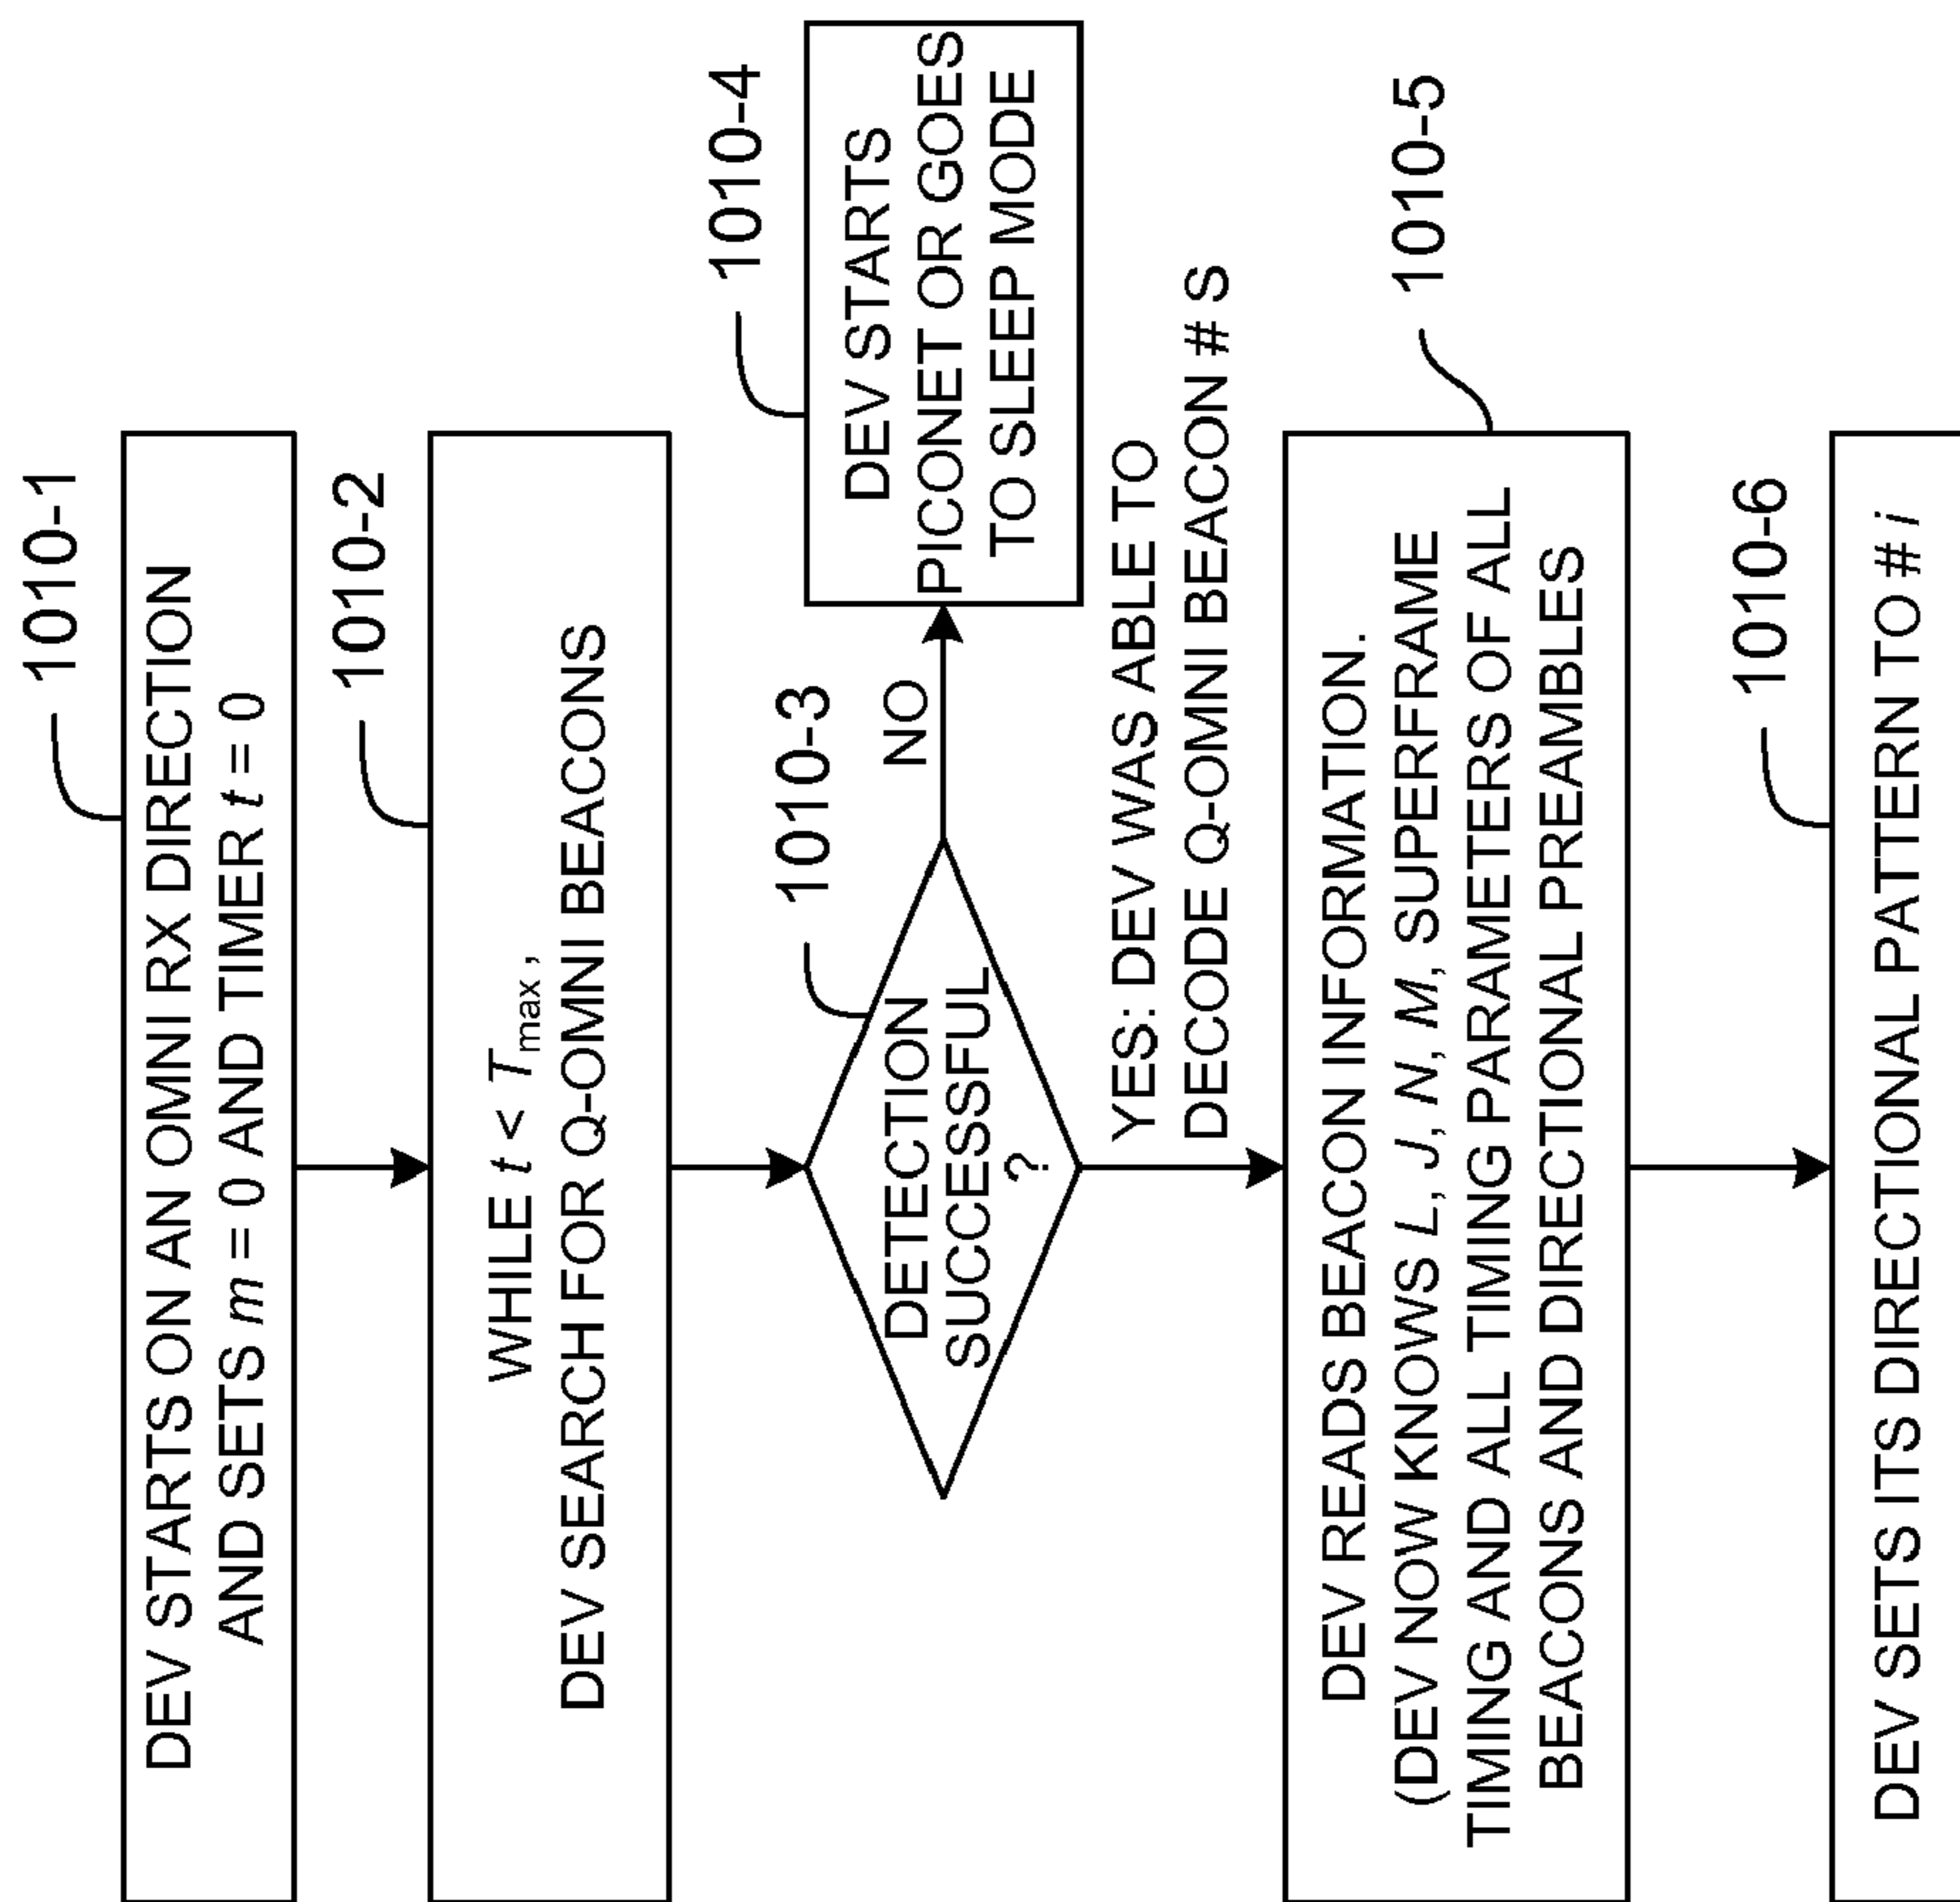 1010-1
DEV STARTS ON AN OMNI RX DIRECTION
AND SETS m = 0 AND TIMER t = 0
1010-2
WHILE t < Tmax,
DEV SEARCH FOR Q-OMNI BEACONS
1010-3
DETECTION
SUCCESSFUL
?
NO
1010-4
DEV STARTS
PICONET OR GOES
TO SLEEP MODE
YES: DEV WAS ABLE TO
DECODE Q-OMNI BEACON # S
1010-5
DEV READS BEACON INFORMATION.
(DEV NOW KNOWS L, J, N, M, SUPERFRAME
TIMING AND ALL TIMING PARAMETERS OF ALL
BEACONS AND DIRECTIONAL PREAMBLES
1010-6
DEV SETS ITS DIRECTIONAL PATTERN TO # i